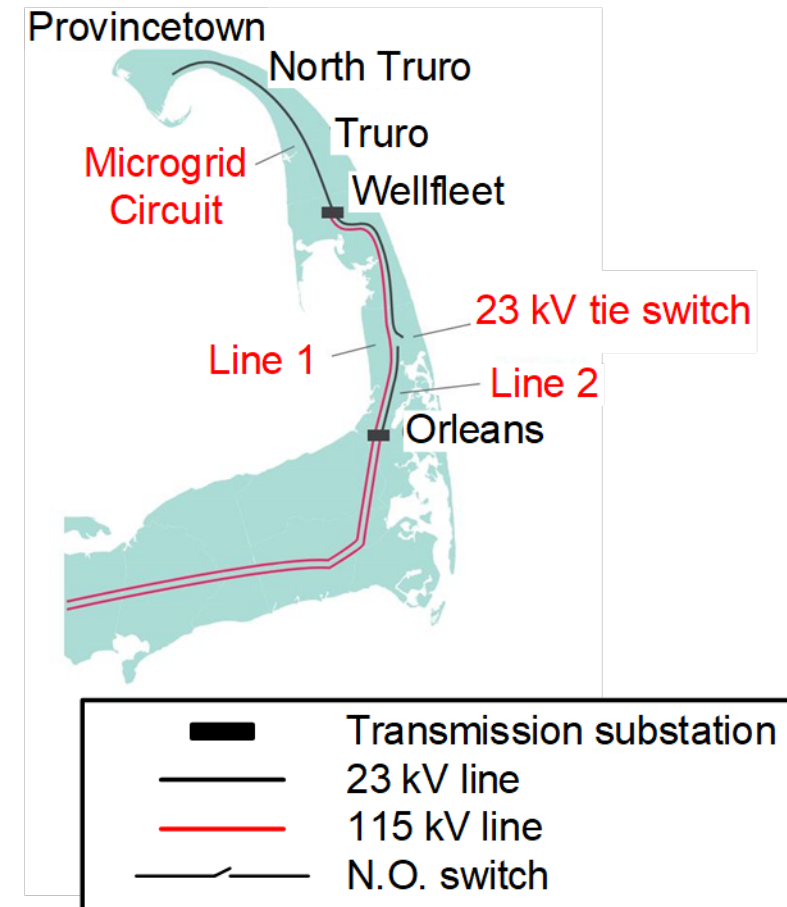 Provincetown
North Truro
Truro
Microgrid
Circuit
Wellfleet
23 kV tie switch
Line 1
Line 2
Orleans
Transmission substation
23 kV line
115 kV line
N.O. switch